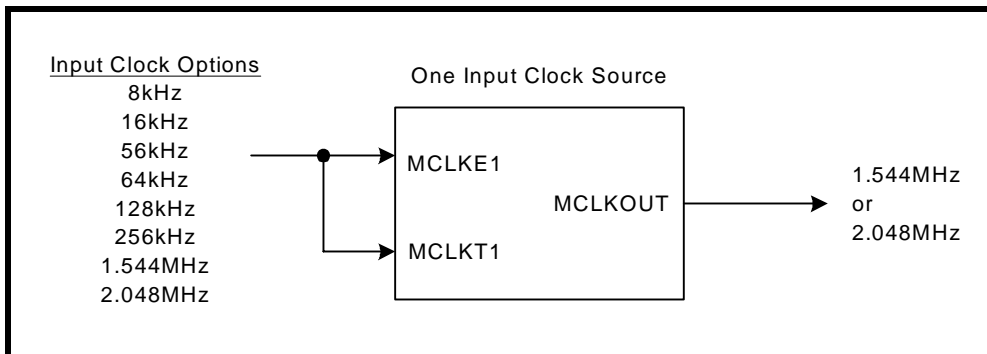 Input Clock Options
8kHz
16kHz
56kHz
64kHz
128kHz
256kHz
1.544MHz
2.048MHz
One Input Clock Source
MCLKE1
MCLKOUT
MCLKT1
1.544MHz
or
2.048MHz